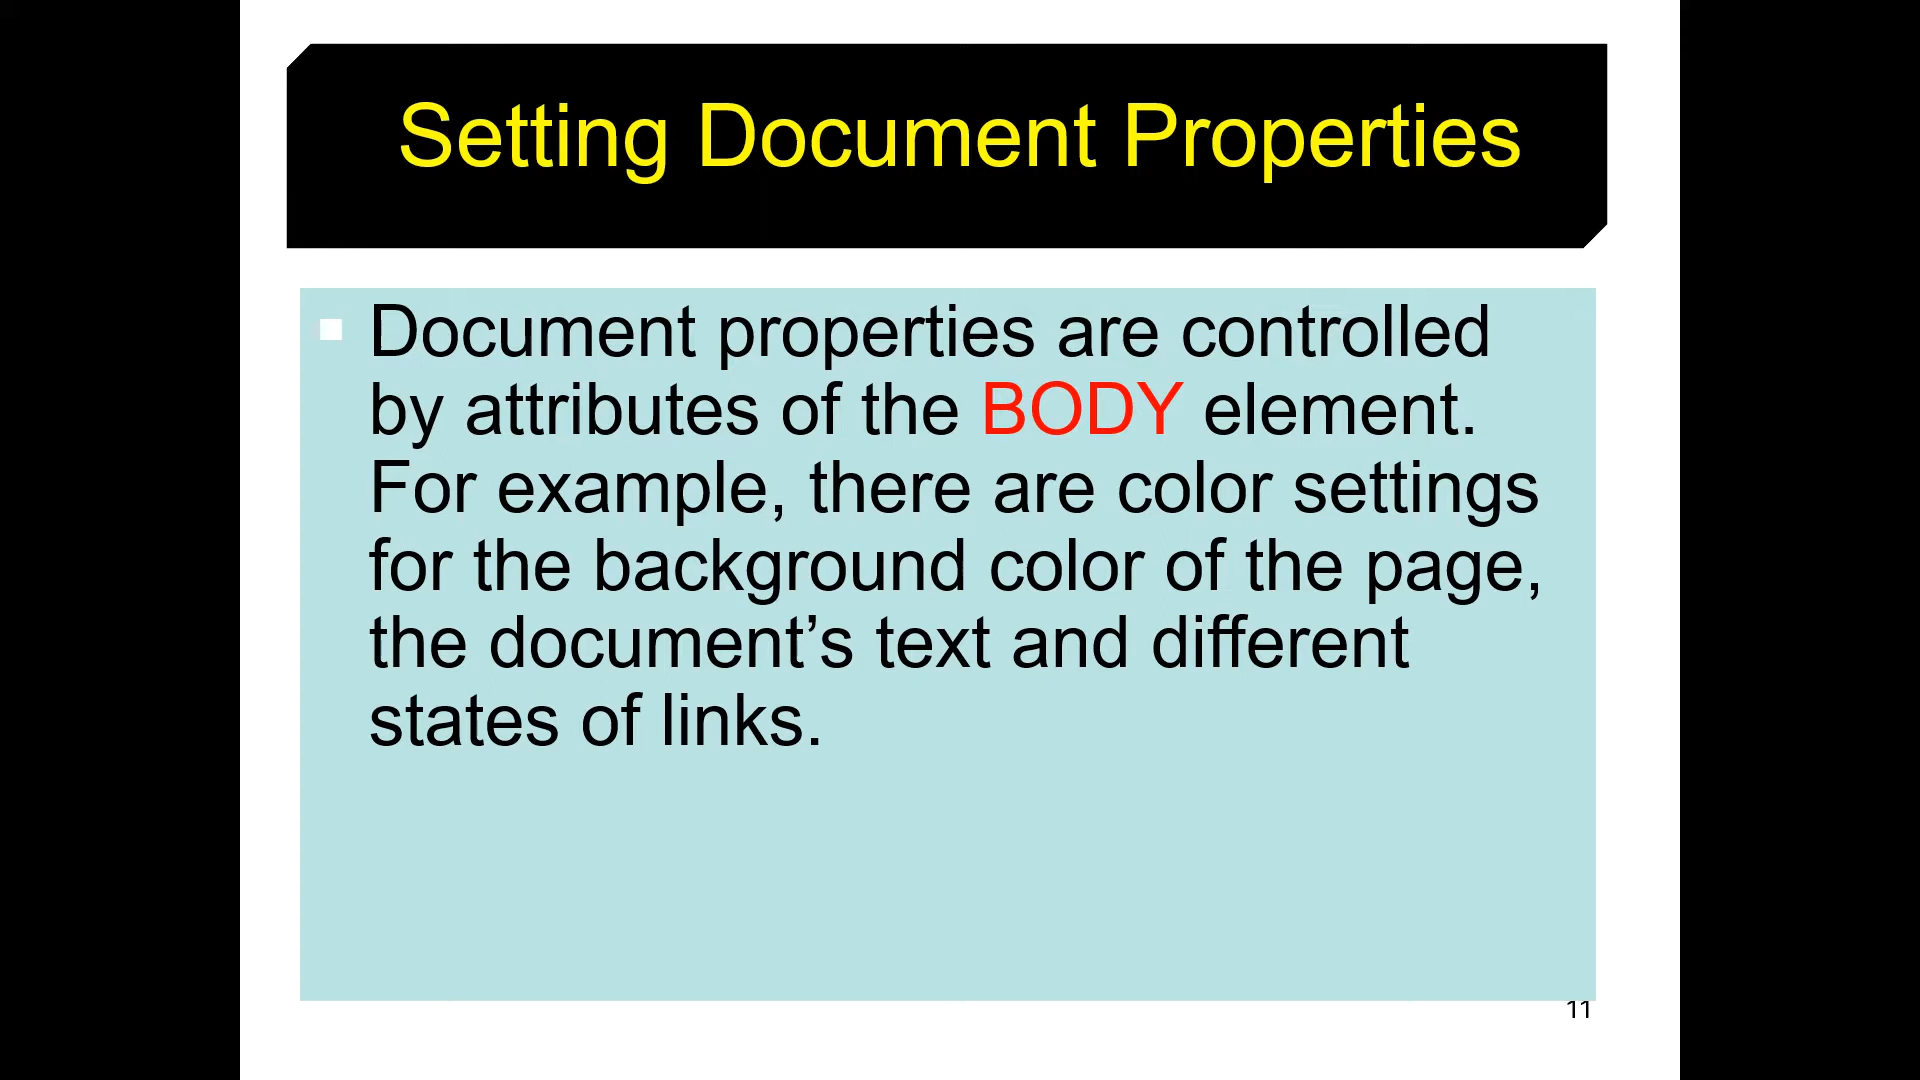 Setting Document Properties
Document properties are controlled
by attributes of the BODY element.
For example, there are color settings
for the background color of the page,
the document’s text and different
states of links.
11